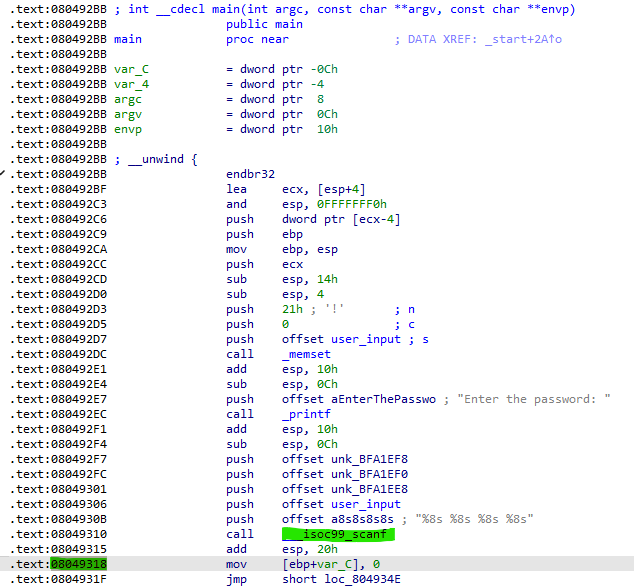 .text:080492BB ; int __cdecl main(int argc, const char **argv, const char **envp)
.text:080492BB public main
.text:080492BB main proc near ; DATA XREF: _start+2A↑o
.text:080492BB
.text:080492BB var_C = dword ptr -0Ch
.text:080492BB var_4 = dword ptr -4
.text:080492BB argc = dword ptr 8
.text:080492BB argv = dword ptr 0Ch
.text:080492BB envp = dword ptr 10h
.text:080492BB
.text:080492BB ; __unwind {
.text:080492BB endbr32
.text:080492BF lea ecx, [esp+4]
.text:080492C3 and esp, 0FFFFFFF0h
.text:080492C6 push dword ptr [ecx-4]
.text:080492C9 push ebp
.text:080492CA mov ebp, esp
.text:080492CC push ecx
.text:080492CD sub esp, 14h
.text:080492D0 sub esp, 4
.text:080492D3 push 21h ; '!' ; n
.text:080492D5 push 0 ; c
.text:080492D7 push offset user_input ; s
.text:080492DC call _memset
.text:080492E1 add esp, 10h
.text:080492E4 sub esp, 0Ch
.text:080492E7 push offset aEnterThePasswo ; "Enter the password: "
.text:080492EC call _printf
.text:080492F1 add esp, 10h
.text:080492F4 sub esp, 0Ch
.text:080492F7 push offset unk_BFA1EF8
.text:080492FC push offset unk_BFA1EF0
.text:08049301 push offset unk_BFA1EE8
.text:08049306 push offset user_input
.text:0804930B push offset a8s8s8s8s ; "%8s %8s %8s %8s"
.text:08049310 call ___isoc99_scanf
.text:08049315 add esp, 20h
.text:08049318 mov [ebp+var_C], 0
.text:0804931F jmp short loc_804934E